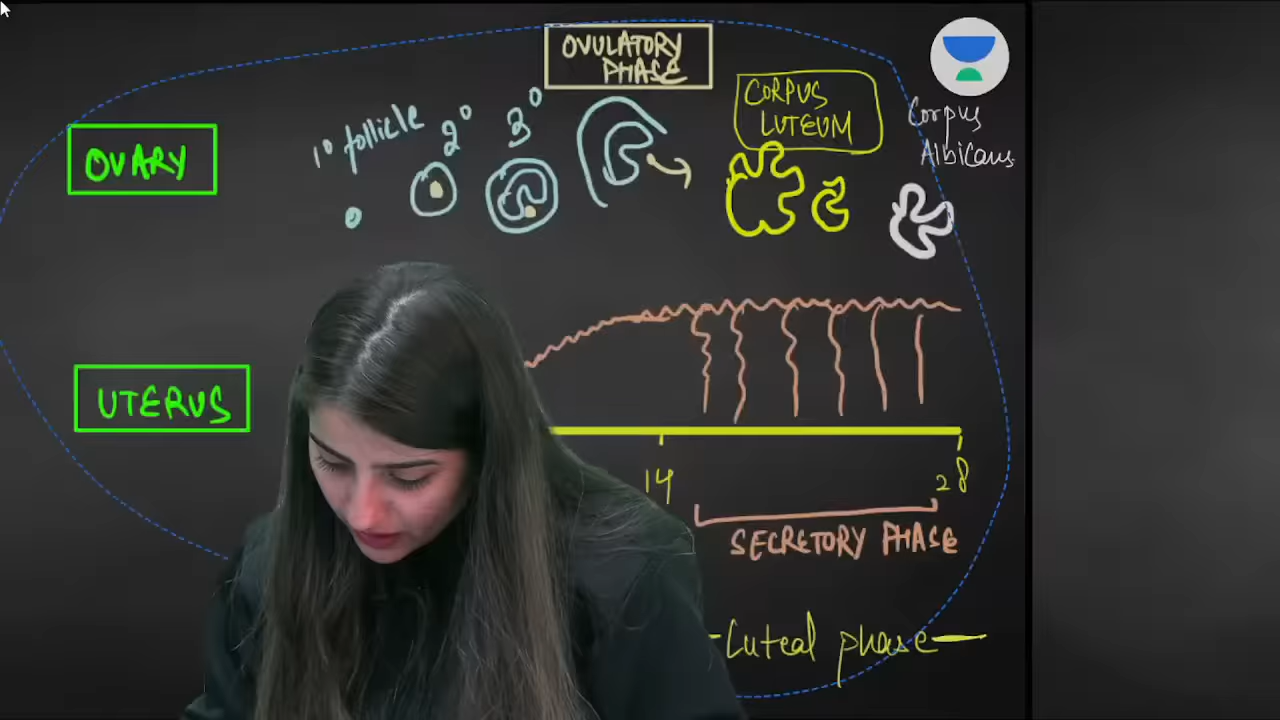 OVULATORY
PHASE
CORPUS
LUTEUM
Corpus
Albicans
1° follicle
2°
3°
OVARY
UTERUS
14
28
SECRETORY PHASE
Luteal phase